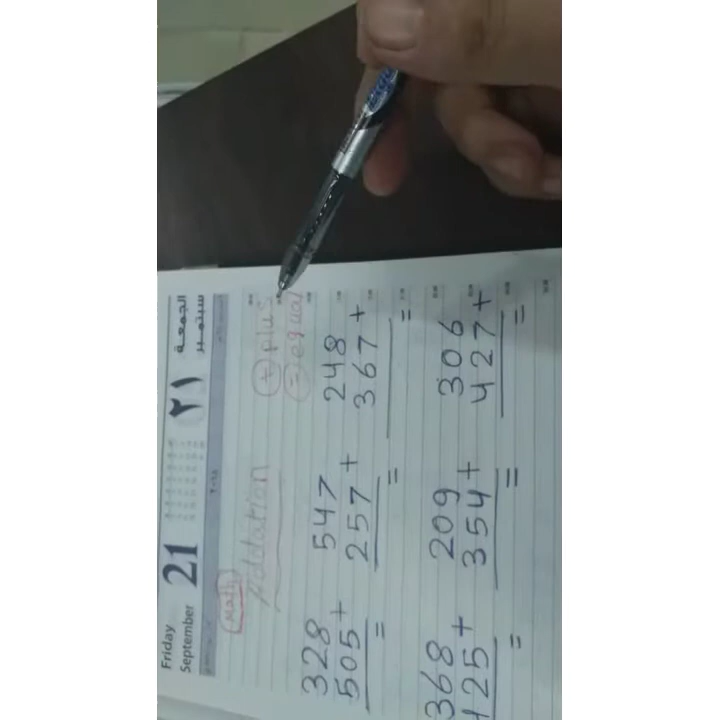 Friday
September
21
٢١
الجمعة
سبتمبر
Math
Addation
+ plus
= equal
328 547 248
505 + 257 + 367 +
= = =
368 209 306
354 + 427 +
= = =